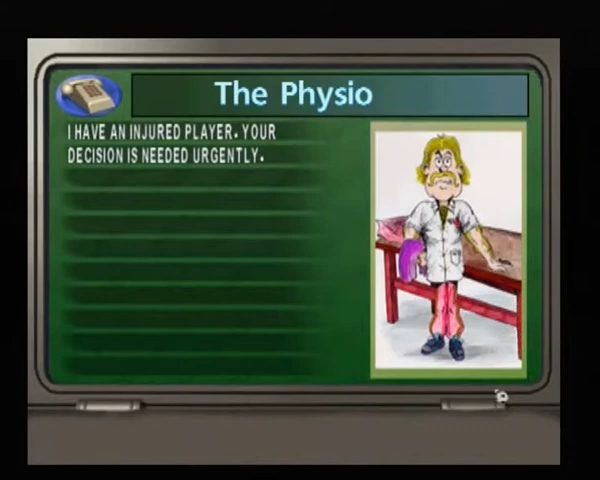 The Physio
I HAVE AN INJURED PLAYER. YOUR
DECISION IS NEEDED URGENTLY.